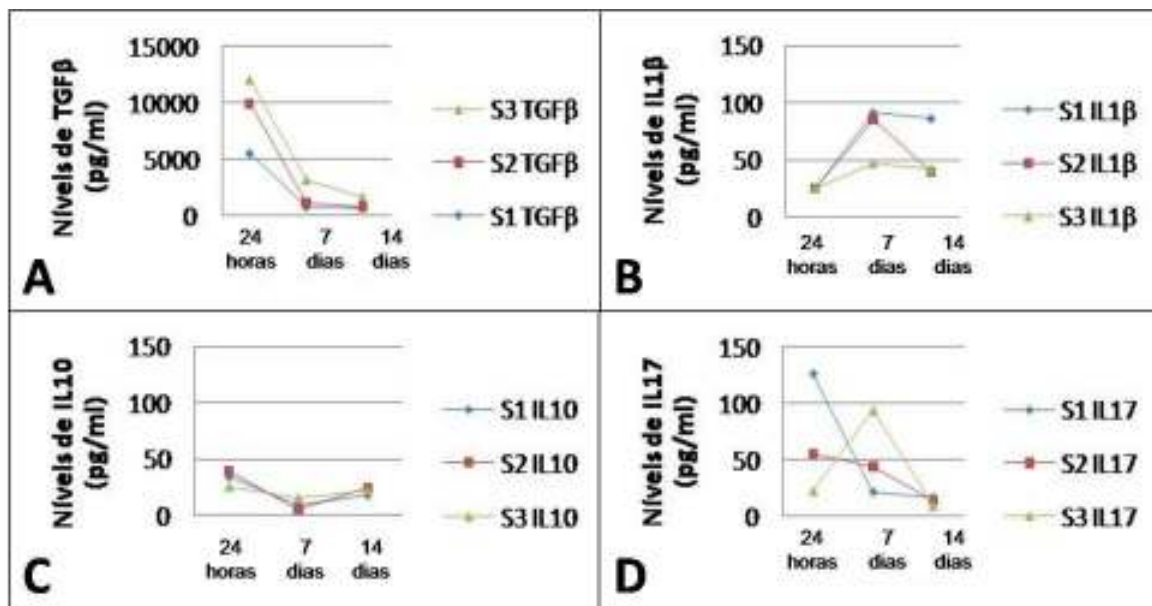 Níveis de TGFβ
(pg/ml)
15000
10000
5000
0
24
horas
7
dias
14
dias
S3 TGFβ
S2 TGFβ
S1 TGFβ
A
Níveis de IL1β
(pg/ml)
150
100
50
0
24
horas
7
dias
14
dias
S1 IL1β
S2 IL1β
S3 IL1β
B
Níveis de IL10
(pg/ml)
150
100
50
0
24
horas
7
dias
14
dias
S1 IL10
S2 IL10
S3 IL10
C
Níveis de IL17
(pg/ml)
150
100
50
0
24
horas
7
dias
14
dias
S1 IL17
S2 IL17
S3 IL17
D